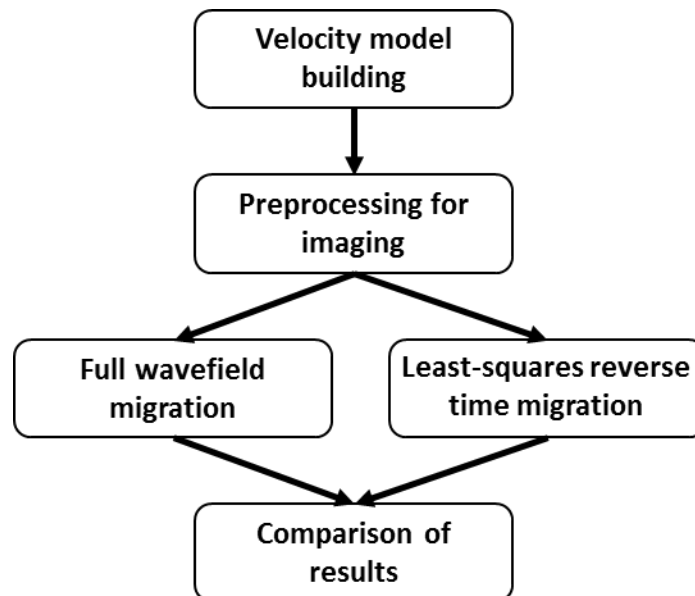 Velocity model
building
Preprocessing for
imaging
Full wavefield
migration
Least-squares reverse
time migration
Comparison of
results